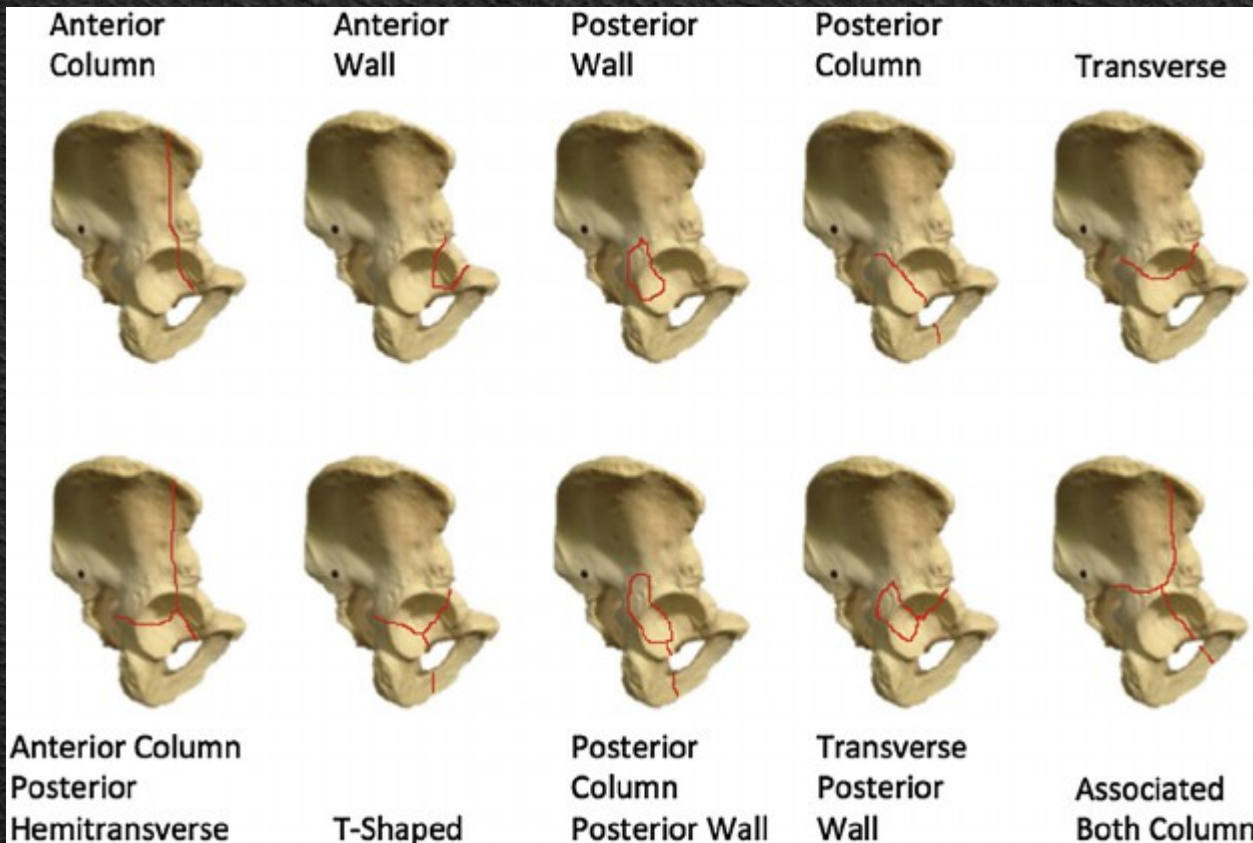 Anterior
Column
Anterior
Wall
Posterior
Wall
Posterior
Column
Transverse
Anterior Column
Posterior
Hemitransverse
T-Shaped
Posterior
Column
Posterior Wall
Transverse
Posterior
Wall
Associated
Both Column